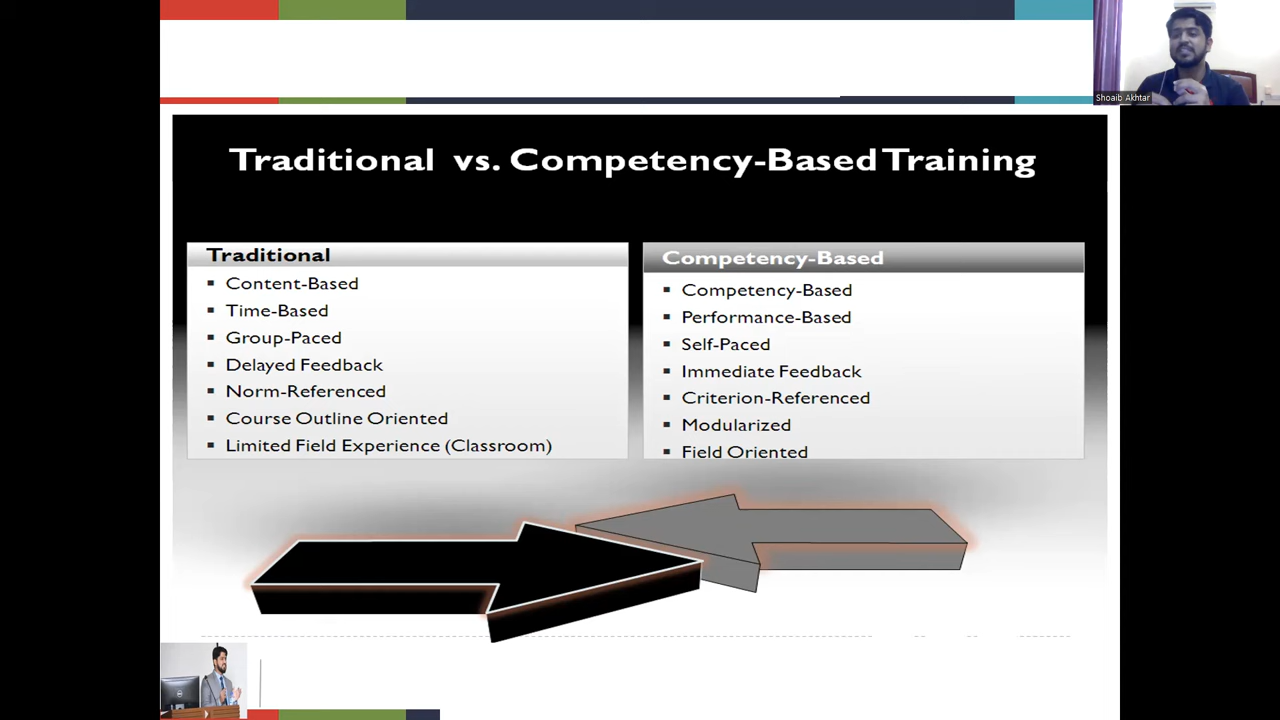 Shoaib Akhtar
Traditional vs. Competency-Based Training
Traditional
Content-Based
Time-Based
Group-Paced
Delayed Feedback
Norm-Referenced
Course Outline Oriented
Limited Field Experience (Classroom)
Competency-Based
Competency-Based
Performance-Based
Self-Paced
Immediate Feedback
Criterion-Referenced
Modularized
Field Oriented